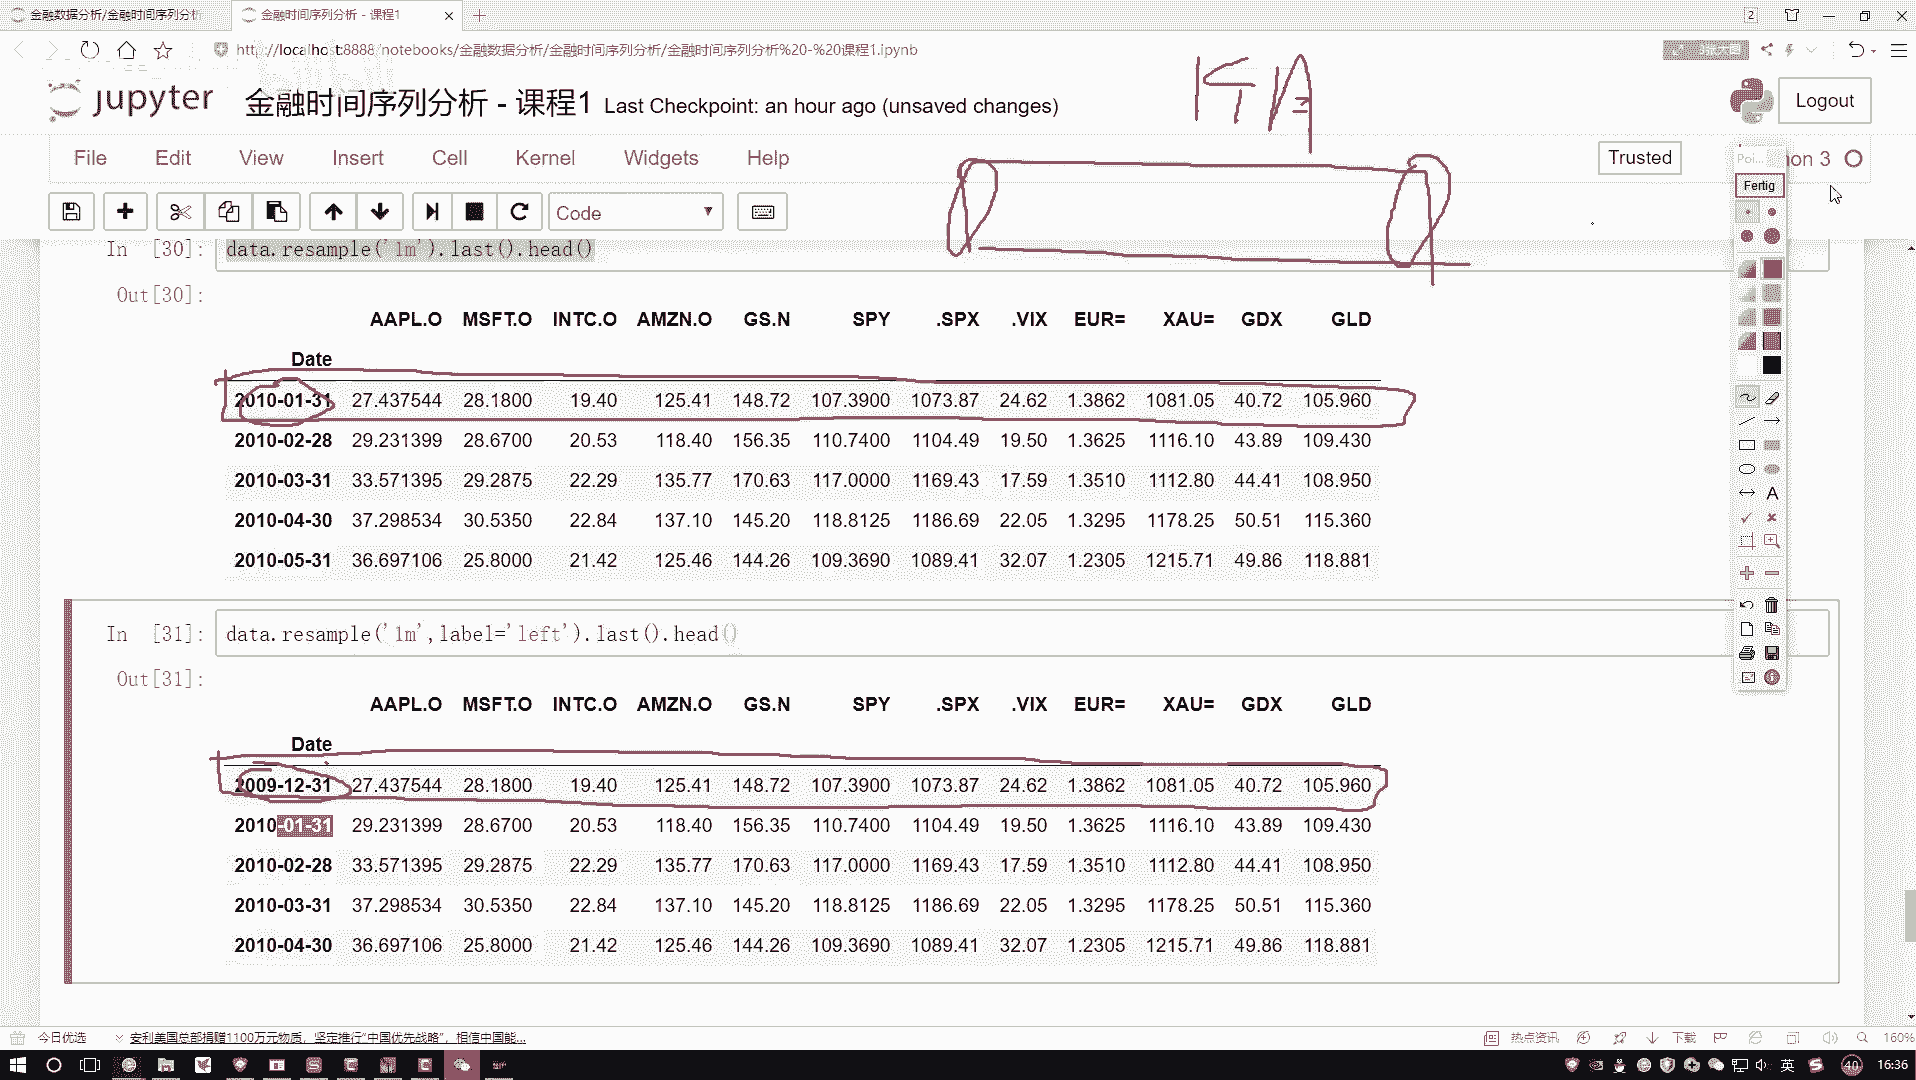 金融数据分析/金融时间序列分析
金融时间序列分析 - 课程1
2
http://localhost:8888/notebooks/金融数据分析/金融时间序列分析/金融时间序列分析%20-%20课程1.ipynb
jupyter 金融时间序列分析 - 课程1 Last Checkpoint: an hour ago (unsaved changes)
Logout
File Edit View Insert Cell Kernel Widgets Help
Trusted
Fertig
Code
In [30]: data.resample('1m').last().head()
Out[30]:
AAPL.O MSFT.O INTC.O AMZN.O GS.N SPY .SPX .VIX EUR= XAU= GDX GLD
Date
2010-01-31 27.437544 28.1800 19.40 125.41 148.72 107.3900 1073.87 24.62 1.3862 1081.05 40.72 105.960
2010-02-28 29.231399 28.6700 20.53 118.40 156.35 110.7400 1104.49 19.50 1.3625 1116.10 43.89 109.430
2010-03-31 33.571395 29.2875 22.29 135.77 170.63 117.0000 1169.43 17.59 1.3510 1112.80 44.41 108.950
2010-04-30 37.298534 30.5350 22.84 137.10 145.20 118.8125 1186.69 22.05 1.3295 1178.25 50.51 115.360
2010-05-31 36.697106 25.8000 21.42 125.46 144.26 109.3690 1089.41 32.07 1.2305 1215.71 49.86 118.881
In [31]: data.resample('1m',label='left').last().head()
Out[31]:
AAPL.O MSFT.O INTC.O AMZN.O GS.N SPY .SPX .VIX EUR= XAU= GDX GLD
Date
2009-12-31 27.437544 28.1800 19.40 125.41 148.72 107.3900 1073.87 24.62 1.3862 1081.05 40.72 105.960
2010-01-31 29.231399 28.6700 20.53 118.40 156.35 110.7400 1104.49 19.50 1.3625 1116.10 43.89 109.430
2010-02-28 33.571395 29.2875 22.29 135.77 170.63 117.0000 1169.43 17.59 1.3510 1112.80 44.41 108.950
2010-03-31 37.298534 30.5350 22.84 137.10 145.20 118.8125 1186.69 22.05 1.3295 1178.25 50.51 115.360
2010-04-30 36.697106 25.8000 21.42 125.46 144.26 109.3690 1089.41 32.07 1.2305 1215.71 49.86 118.881
今日优选
安利美国总部捐赠1100万元物质，坚定推行“中国优先战略”，相信中国能...
热点资讯
下载
160%
英
40
16:36